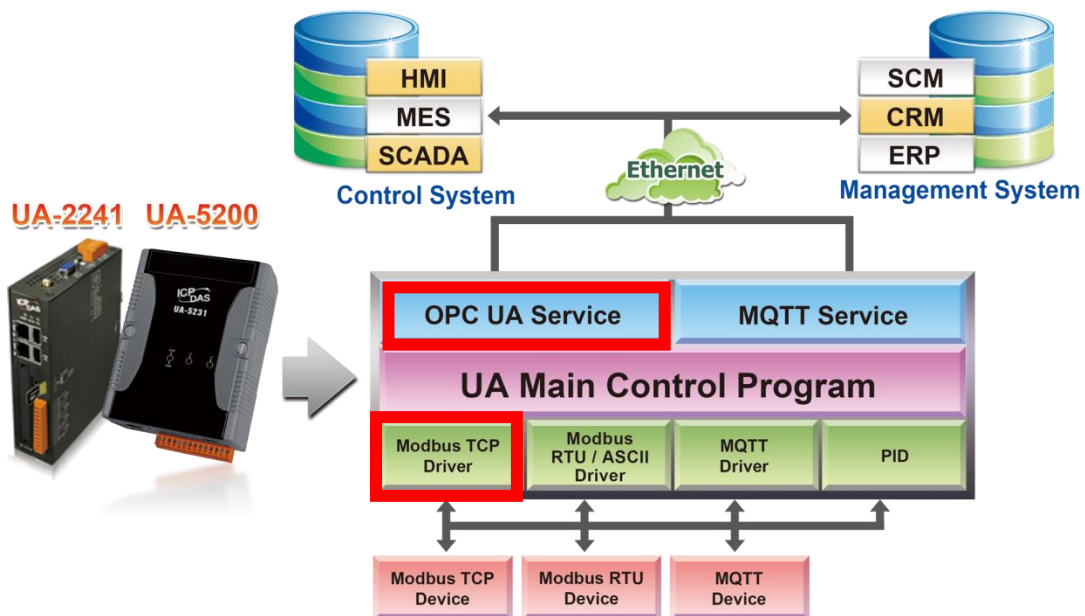 HMI
MES
SCADA
Control System
SCM
CRM
ERP
Management System
Ethernet
UA-2241 UA-5200
ICP DAS
ICP DAS
UA-5231
OPC UA Service
MQTT Service
UA Main Control Program
Modbus TCP
Driver
Modbus
RTU / ASCII
Driver
MQTT
Driver
PID
Modbus TCP
Device
Modbus RTU
Device
MQTT
Device